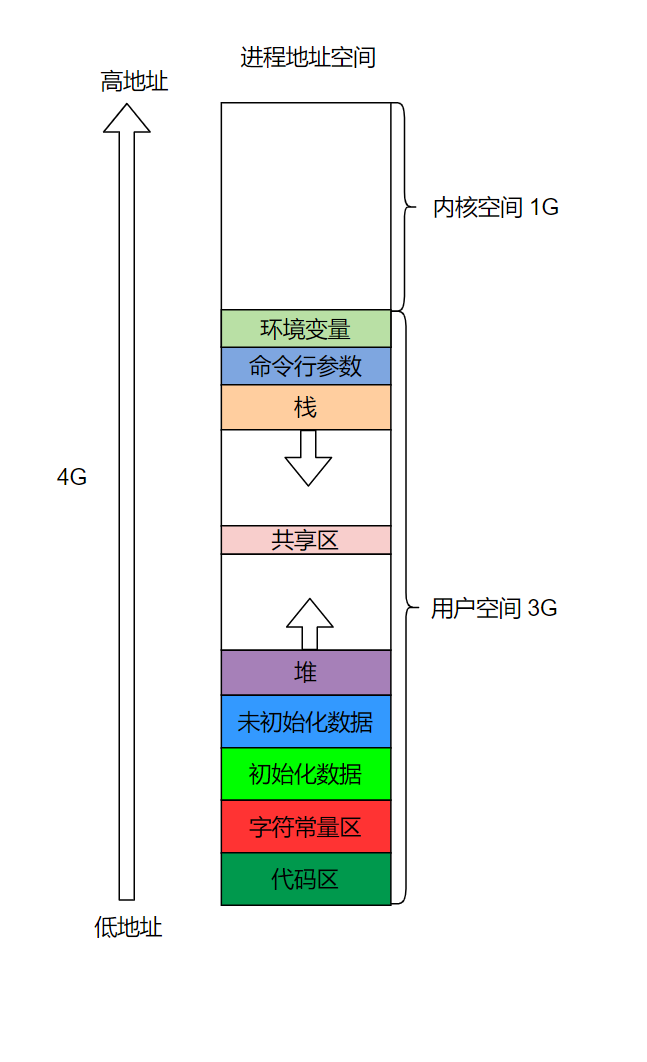 进程地址空间
高地址
内核空间 1G
环境变量
命令行参数
栈
4G
共享区
用户空间 3G
堆
未初始化数据
初始化数据
字符常量区
代码区
低地址